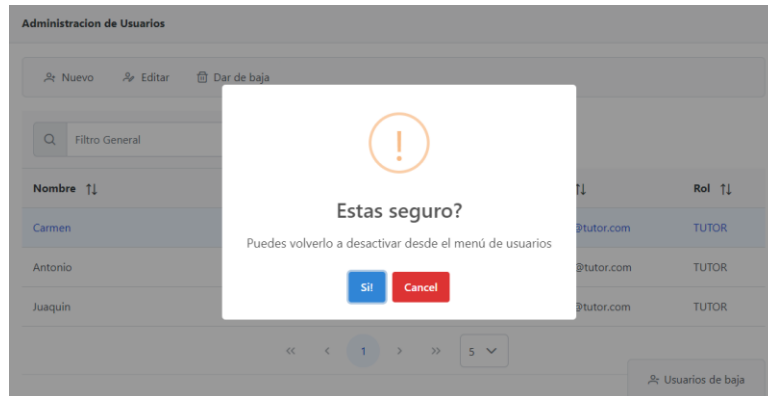 Administracion de Usuarios
Nuevo Editar Dar de baja
Filtro General
Nombre Rol
Estas seguro?
Carmen @tutor.com TUTOR
Puedes volverlo a desactivar desde el menú de usuarios
Antonio @tutor.com TUTOR
Si! Cancel
Juaquin @tutor.com TUTOR
<< < 1 > >> 5
Usuarios de baja